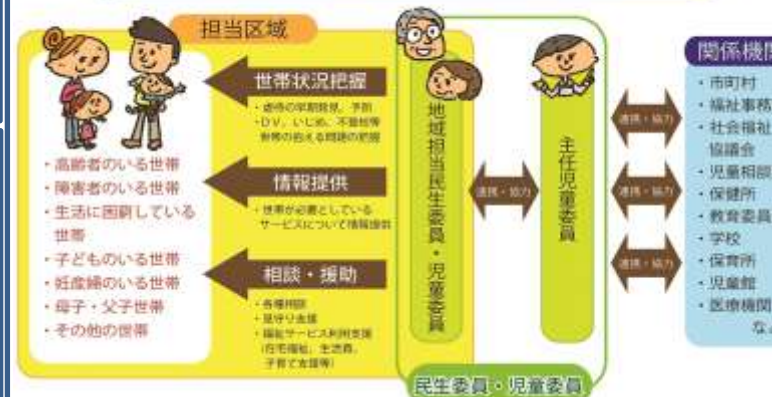 担当区域
・高齢者のいる世帯
・障害者のいる世帯
・生活に困窮している
世帯
・子どものいる世帯
・妊産婦のいる世帯
・母子・父子世帯
・その他の世帯
世帯状況把握
・虐待の早期発見、予防
・DV、いじめ、不登校等
世帯の抱える問題の把握
情報提供
・世帯が必要としている
サービスについて情報提供
相談・援助
・各種相談
・見守り支援
・福祉サービス利用支援
(在宅福祉、生活費、
子育て支援等)
地域担当民生委員・児童委員
連携・協力
主任児童委員
民生委員・児童委員
連携・協力
連携・協力
連携・協力
関係機関
・市町村
・福祉事務
・社会福祉
協議会
・児童相談
・保健所
・教育委員
・学校
・保育所
・児童館
・医療機関
な